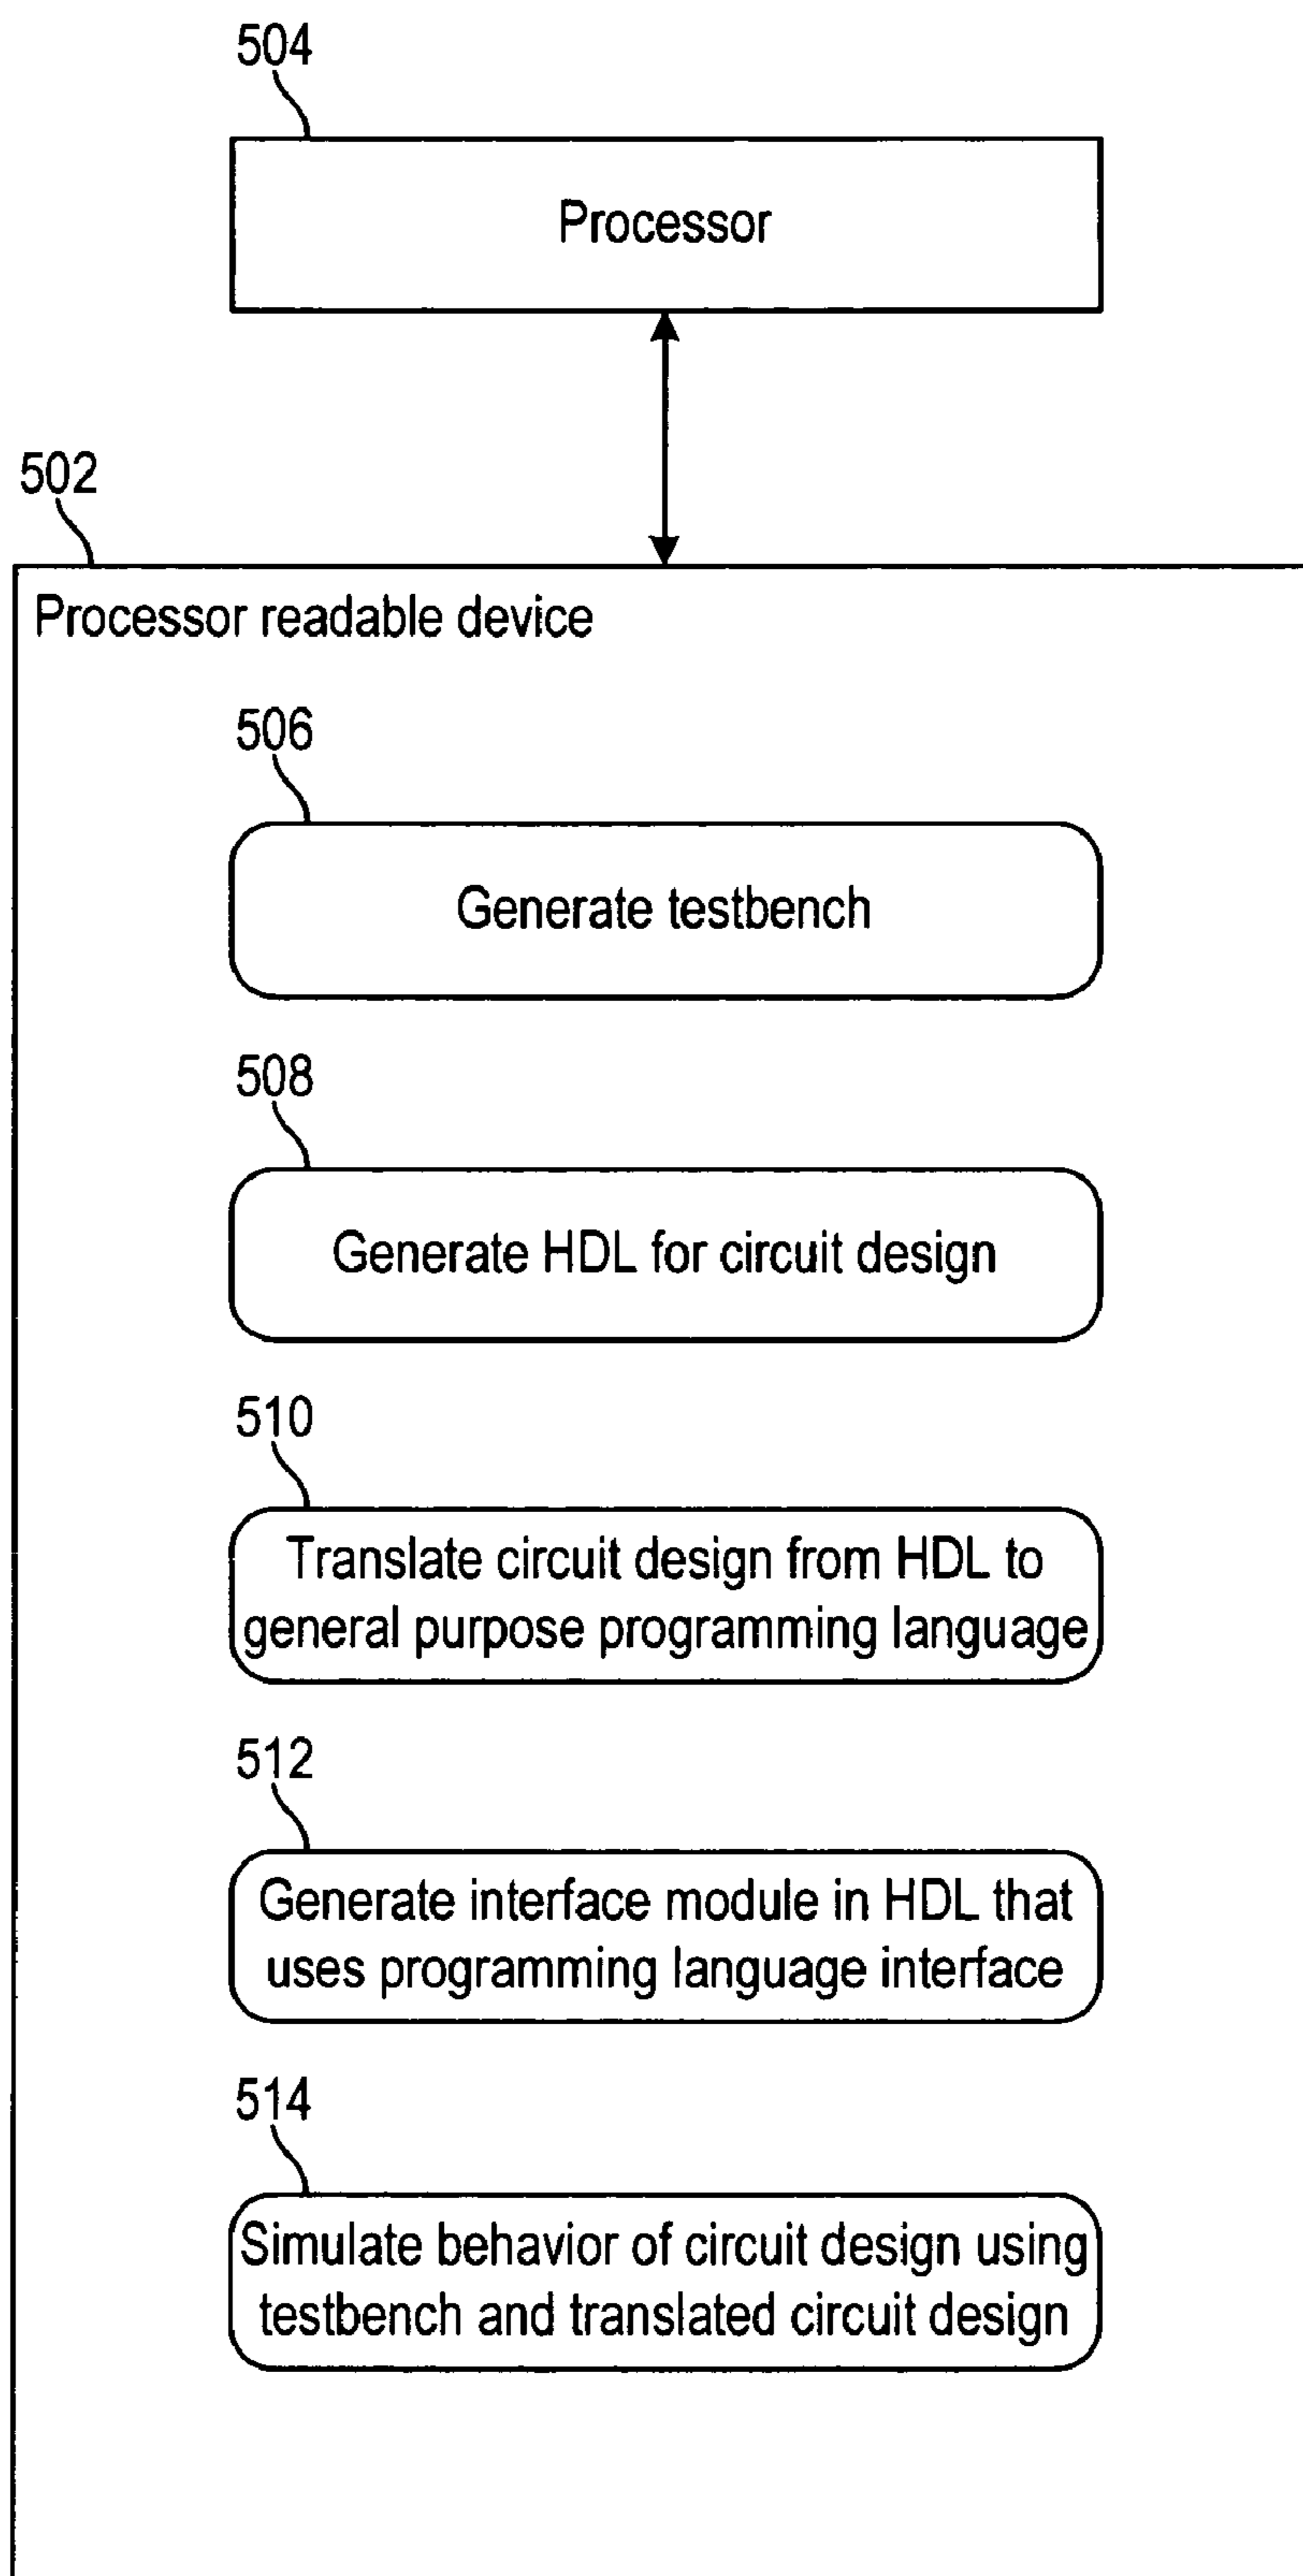 504
Processor
502
Processor readable device
506
Generate testbench
508
Generate HDL for circuit design
510
Translate circuit design from HDL to
general purpose programming language
512
Generate interface module in HDL that
uses programming language interface
514
Simulate behavior of circuit design using
testbench and translated circuit design